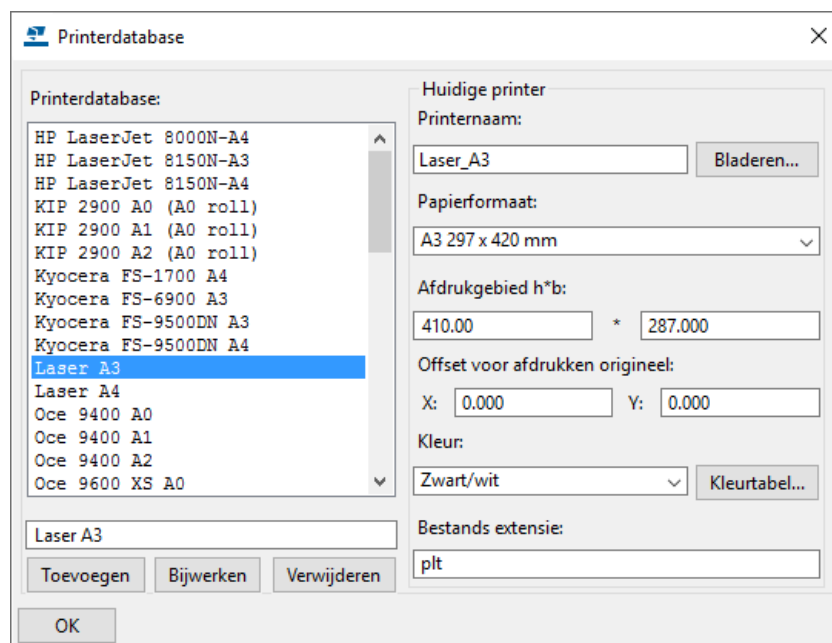 Printerdatabase
Printerdatabase:
HP LaserJet 8000N-A4
HP LaserJet 8150N-A3
HP LaserJet 8150N-A4
KIP 2900 A0 (A0 roll)
KIP 2900 A1 (A0 roll)
KIP 2900 A2 (A0 roll)
Kyocera FS-1700 A4
Kyocera FS-6900 A3
Kyocera FS-9500DN A3
Kyocera FS-9500DN A4
Laser A3
Laser A4
Oce 9400 A0
Oce 9400 A1
Oce 9400 A2
Oce 9600 XS A0
Laser A3
Toevoegen Bijwerken Verwijderen
OK
Huidige printer
Printernaam:
Laser_A3 Bladeren...
Papierformaat:
A3 297 x 420 mm
Afdrukgebied h*b:
410.00 * 287.000
Offset voor afdrukken origineel:
X: 0.000 Y: 0.000
Kleur:
Zwart/wit Kleurtabel...
Bestands extensie:
plt